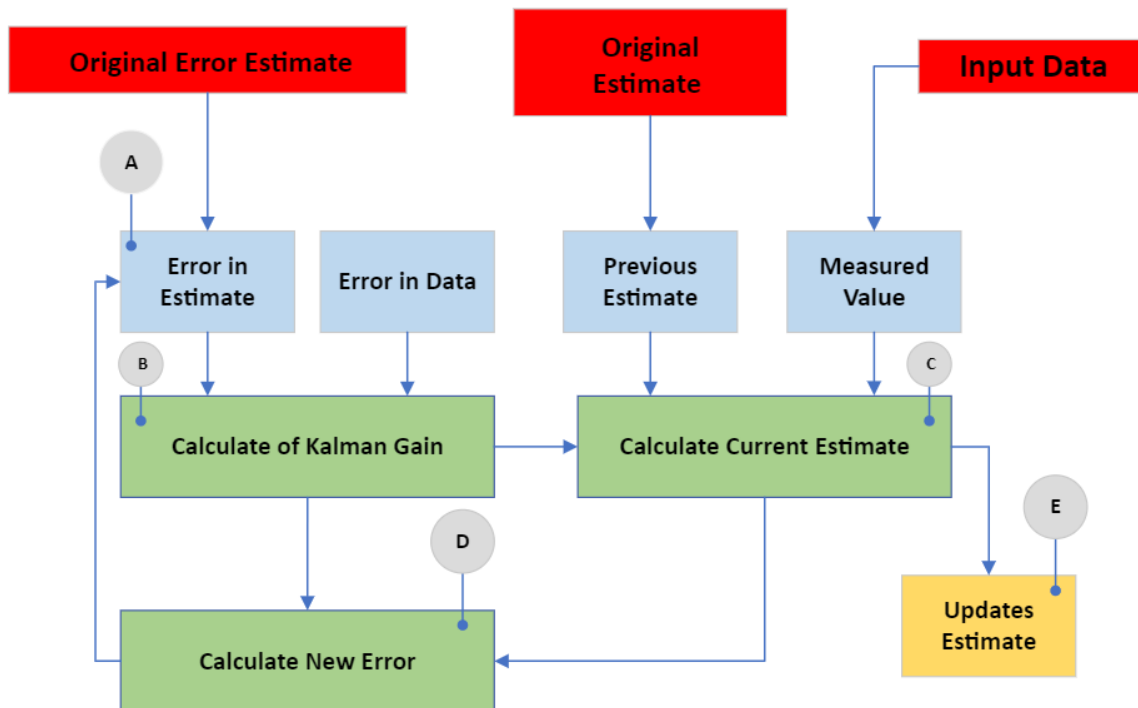 Original Error Estimate
Original
Estimate
Input Data
A
Error in
Estimate
Error in Data
Previous
Estimate
Measured
Value
B
C
Calculate of Kalman Gain
Calculate Current Estimate
D
E
Updates
Estimate
Calculate New Error